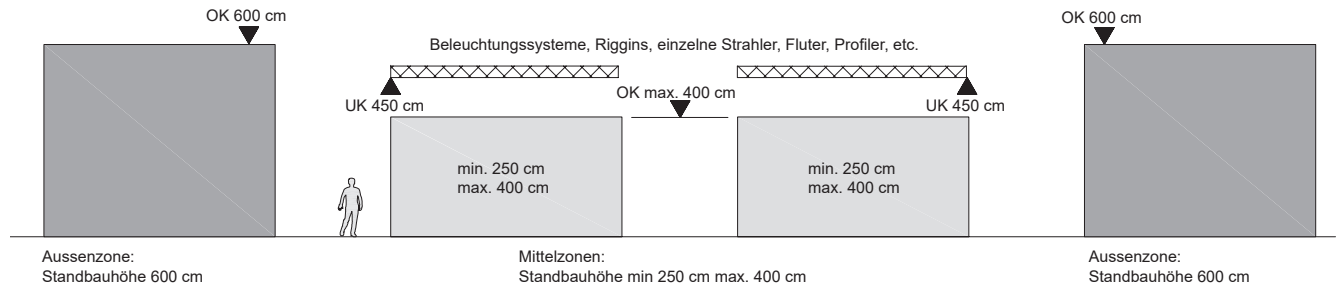 OK 600 cm
OK 600 cm
Beleuchtungssysteme, Riggins, einzelne Strahler, Fluter, Profiler, etc.
UK 450 cm
OK max. 400 cm
UK 450 cm
min. 250 cm
max. 400 cm
min. 250 cm
max. 400 cm
Aussenzone:
Standbauhöhe 600 cm
Mittelzonen:
Standbauhöhe min 250 cm max. 400 cm
Aussenzone:
Standbauhöhe 600 cm